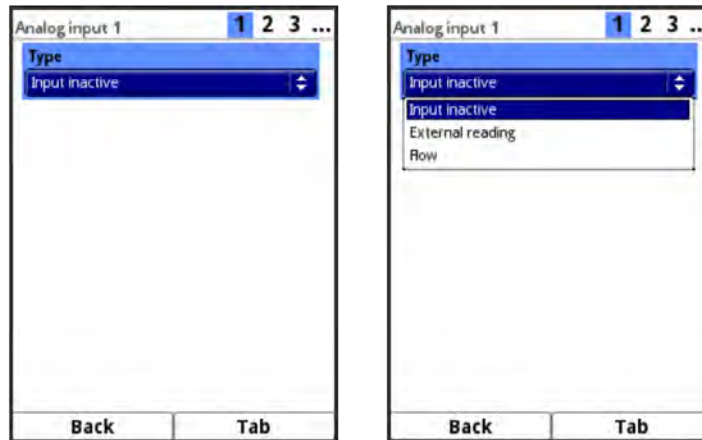 Analog input 1 1 2 3 ...
Type
Input inactive
Back Tab
Analog input 1 1 2 3 ..
Type
Input inactive
Input inactive
External reading
Flow
Back Tab